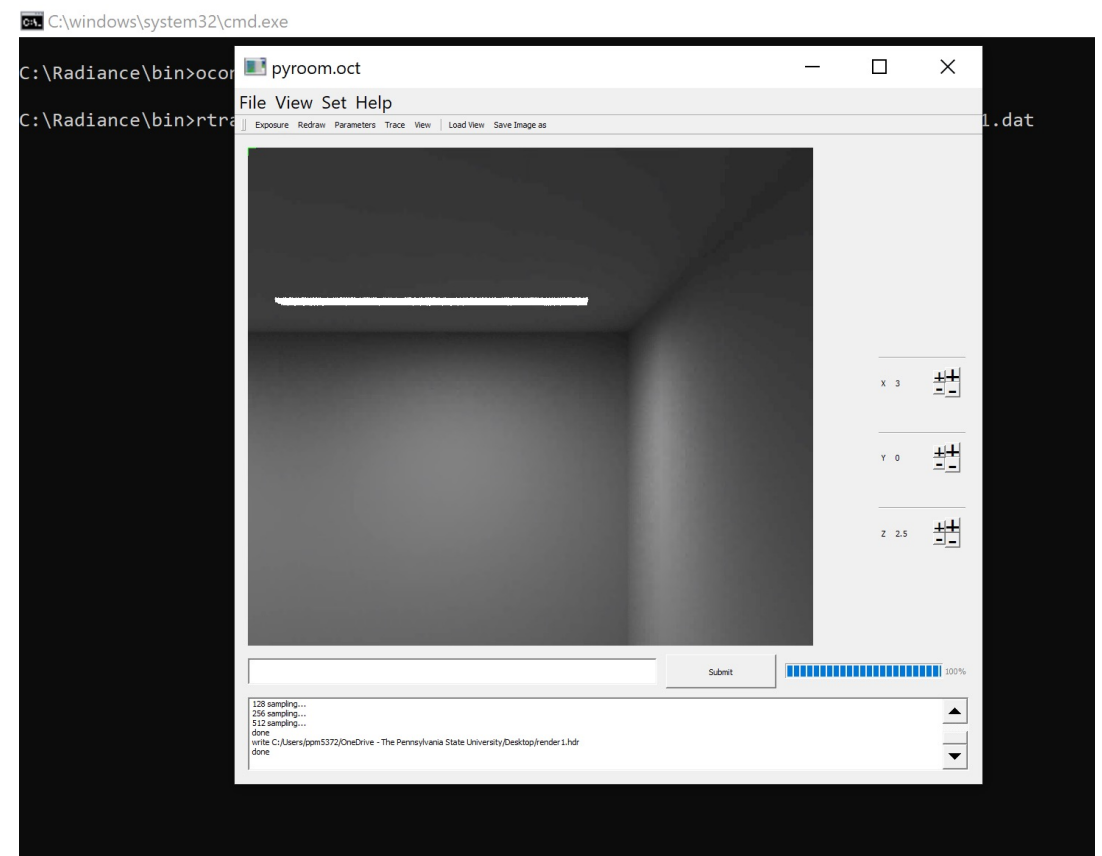 C:\windows\system32\cmd.exe
C:\Radiance\bin>ocon
pyroom.oct
File View Set Help
C:\Radiance\bin>rtra 1.dat
Exposure Redraw Parameters Trace View Load View Save Image as
X 3
Y 0
Z 2.5
Submit
100%
128 sampling...
256 sampling...
512 sampling...
done
write C:/Users/ppm5372/OneDrive - The Pennsylvania State University/Desktop/render1.hdr
done